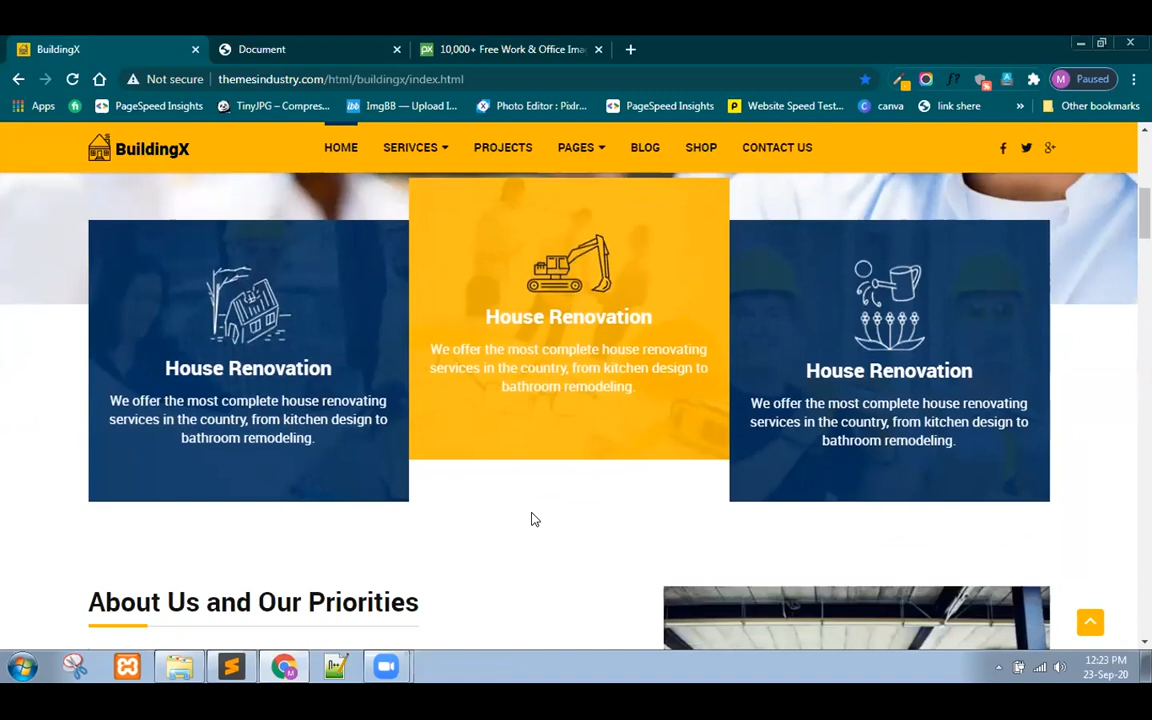 BuildingX
Document
10,000+ Free Work & Office Ima
Not secure themesindustry.com/html/buildingx/index.html
M Paused
Apps
PageSpeed Insights
TinyJPG – Compres...
ImgBB — Upload I...
Photo Editor : Pixlr...
PageSpeed Insights
Website Speed Test...
canva
link shere
»
Other bookmarks
BuildingX
HOME
SERIVCES
PROJECTS
PAGES
BLOG
SHOP
CONTACT US
House Renovation
We offer the most complete house renovating
services in the country, from kitchen design to
bathroom remodeling.
House Renovation
We offer the most complete house renovating
services in the country, from kitchen design to
bathroom remodeling.
House Renovation
We offer the most complete house renovating
services in the country, from kitchen design to
bathroom remodeling.
About Us and Our Priorities
12:23 PM
23-Sep-20